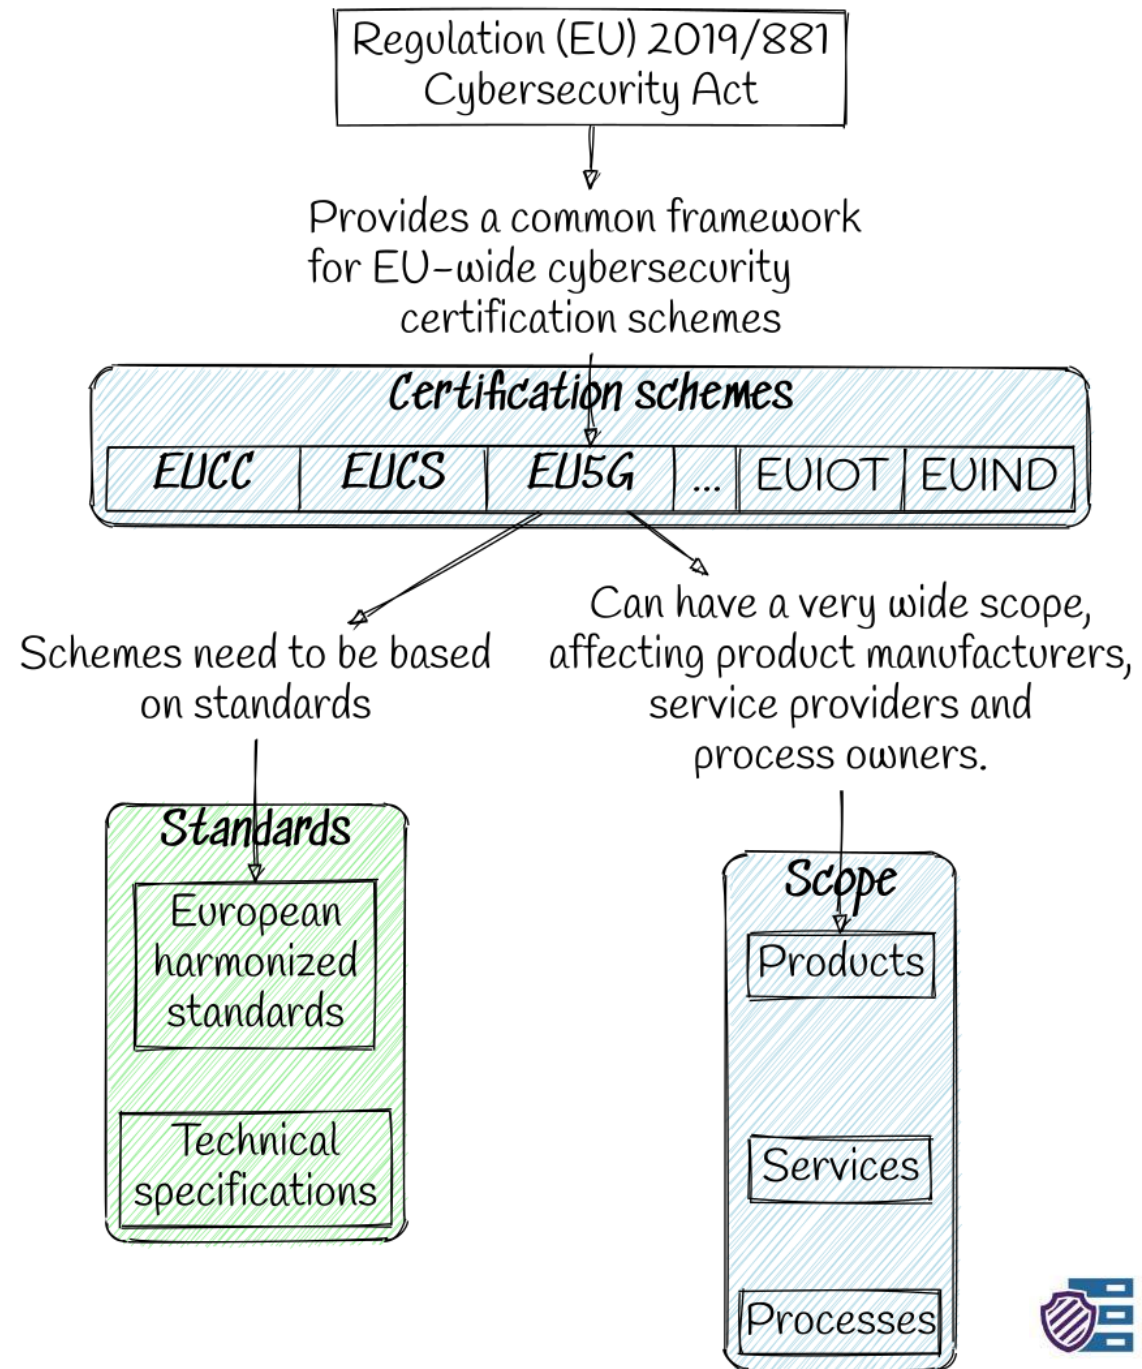 Regulation (EU) 2019/881
Cybersecurity Act
Provides a common framework
for EU-wide cybersecurity
certification schemes
Certification schemes
EUCC EUCS EU5G ... EUIOT EUIND
Schemes need to be based
on standards
Can have a very wide scope,
affecting product manufacturers,
service providers and
process owners.
Standards
European
harmonized
standards
Technical
specifications
Scope
Products
Services
Processes